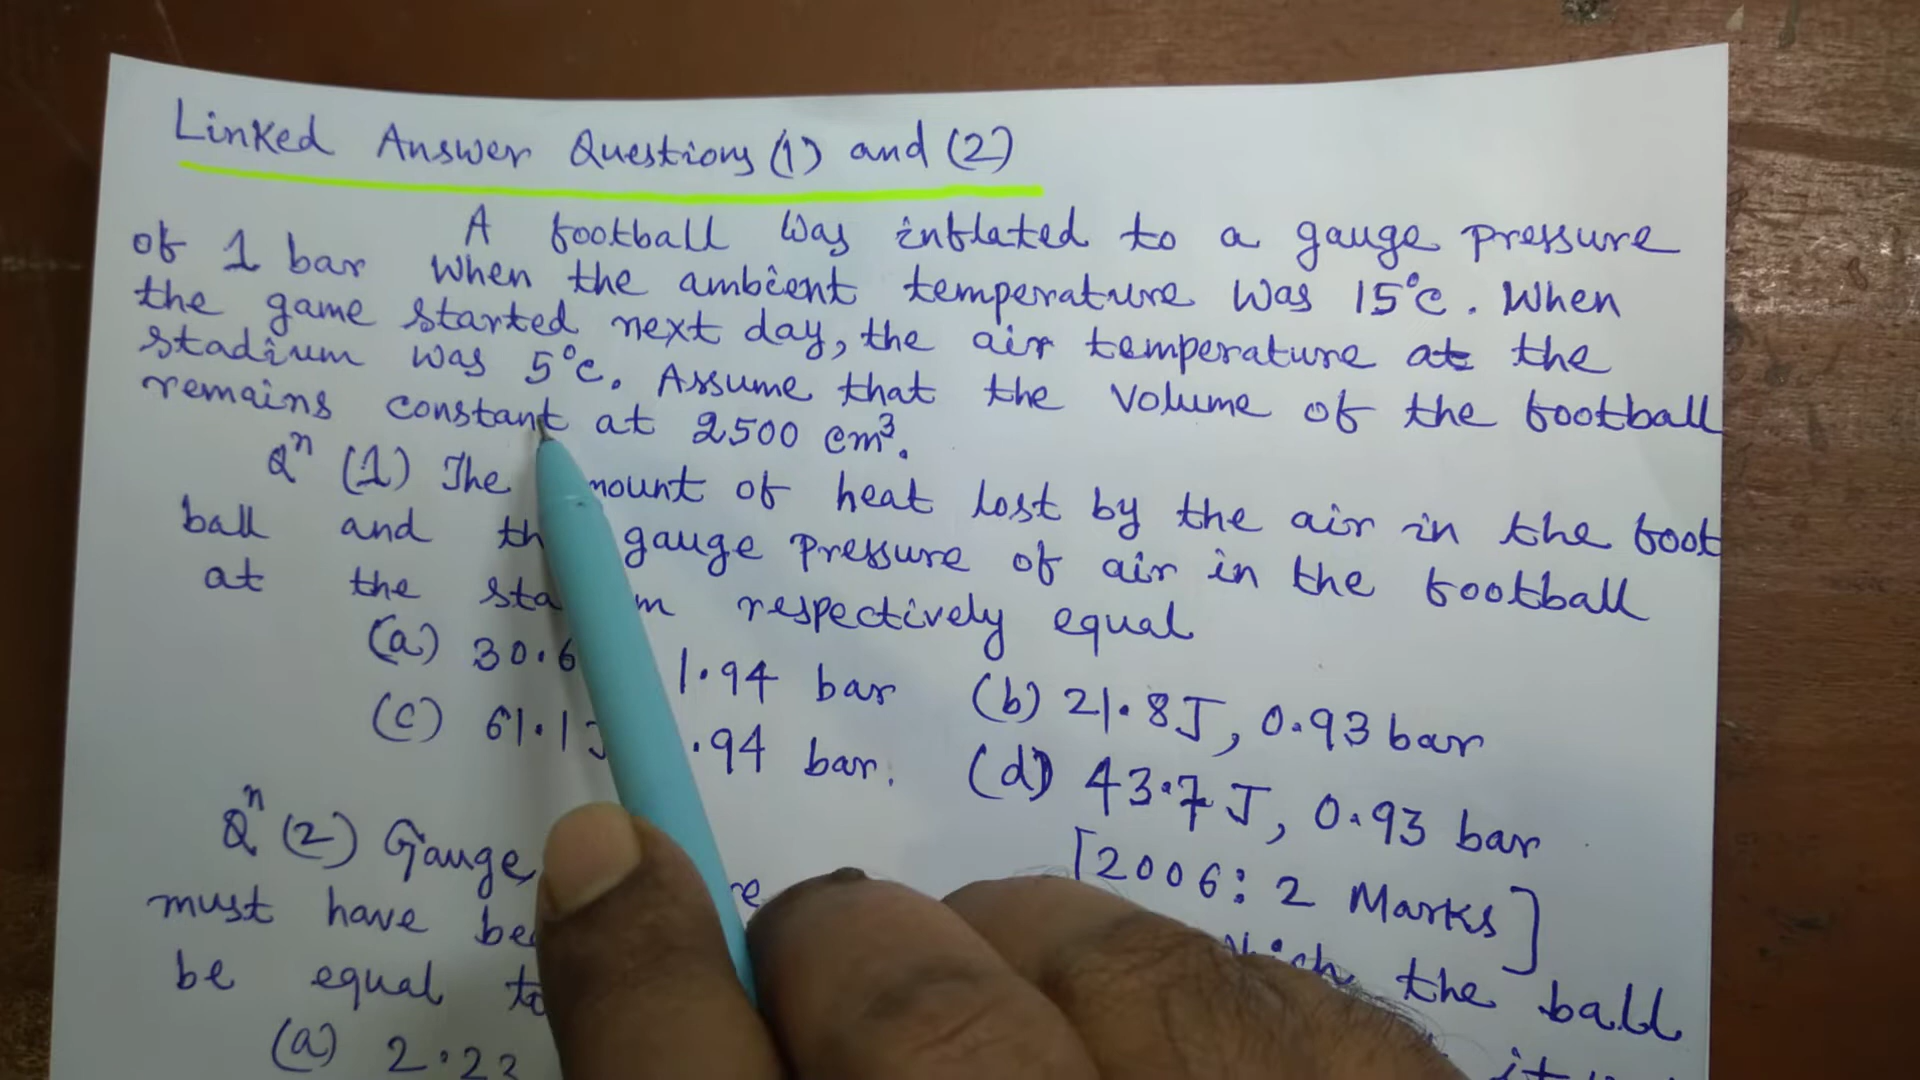 Linked Answer Questions (1) and (2)
A football was inflated to a gauge pressure
of 1 bar when the ambient temperature was 15°c. When
the game started next day, the air temperature at the
stadium was 5°c. Assume that the volume of the football
remains constant at 2500 cm³.
Qⁿ (1) The mount of heat lost by the air in the foot
ball and th gauge pressure of air in the football
at the sta m respectively equal
(a) 30.6 1.94 bar (b) 21.8J, 0.93 bar
(c) 61.1J .94 bar. (d) 43.7 J, 0.93 bar
[2006: 2 Marks]
Qⁿ (2) Gauge re which the ball
must have be
be equal to
(a) 2.23